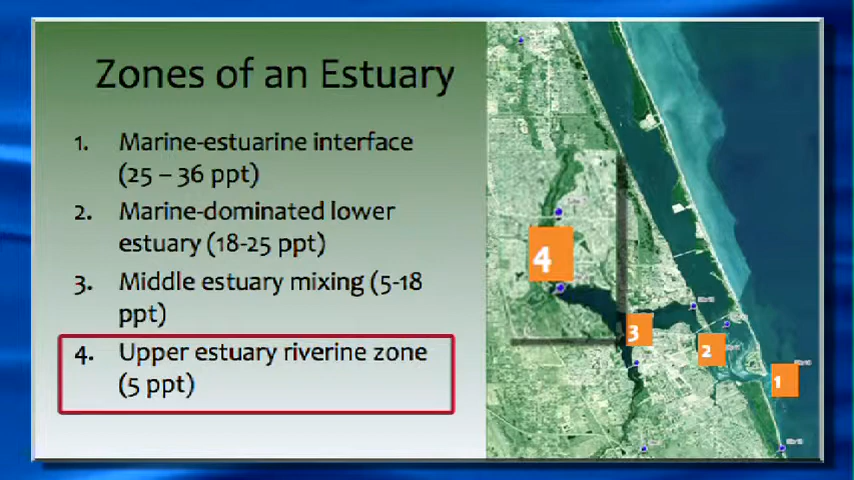 Zones of an Estuary
1. Marine-estuarine interface
(25 – 36 ppt)
2. Marine-dominated lower
estuary (18-25 ppt)
3. Middle estuary mixing (5-18
ppt)
4. Upper estuary riverine zone
(5 ppt)
4
3
2
1